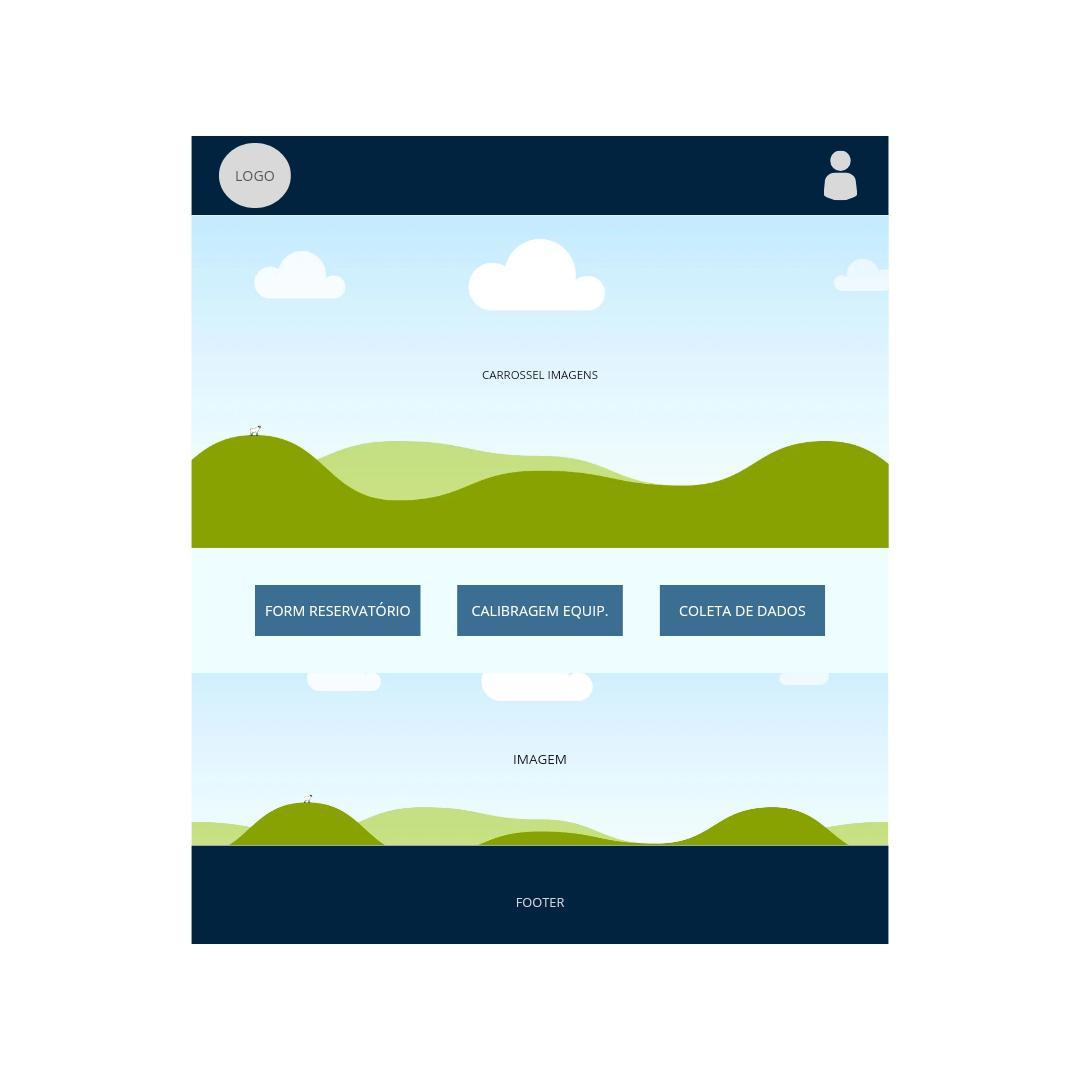 LOGO
CARROSSEL IMAGENS
FORM RESERVATÓRIO
CALIBRAGEM EQUIP.
COLETA DE DADOS
IMAGEM
FOOTER